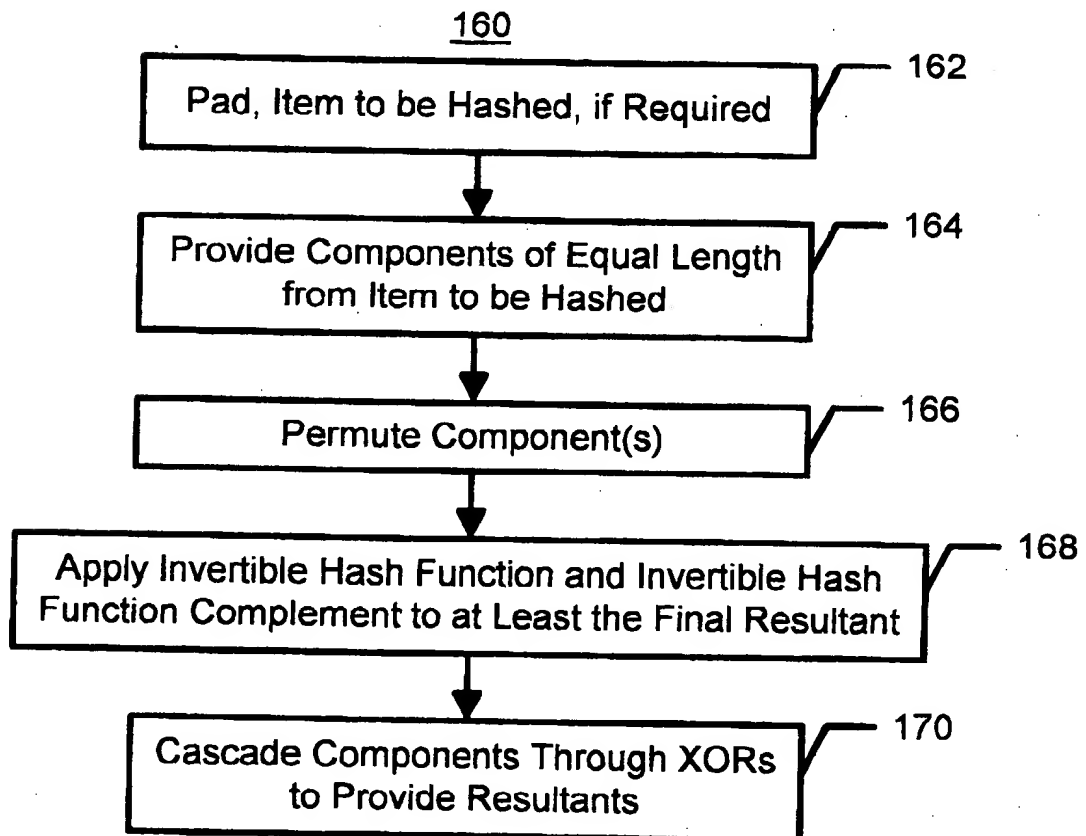 160
162
Pad, Item to be Hashed, if Required
164
Provide Components of Equal Length
from Item to be Hashed
166
Permute Component(s)
168
Apply Invertible Hash Function and Invertible Hash
Function Complement to at Least the Final Resultant
170
Cascade Components Through XORs
to Provide Resultants